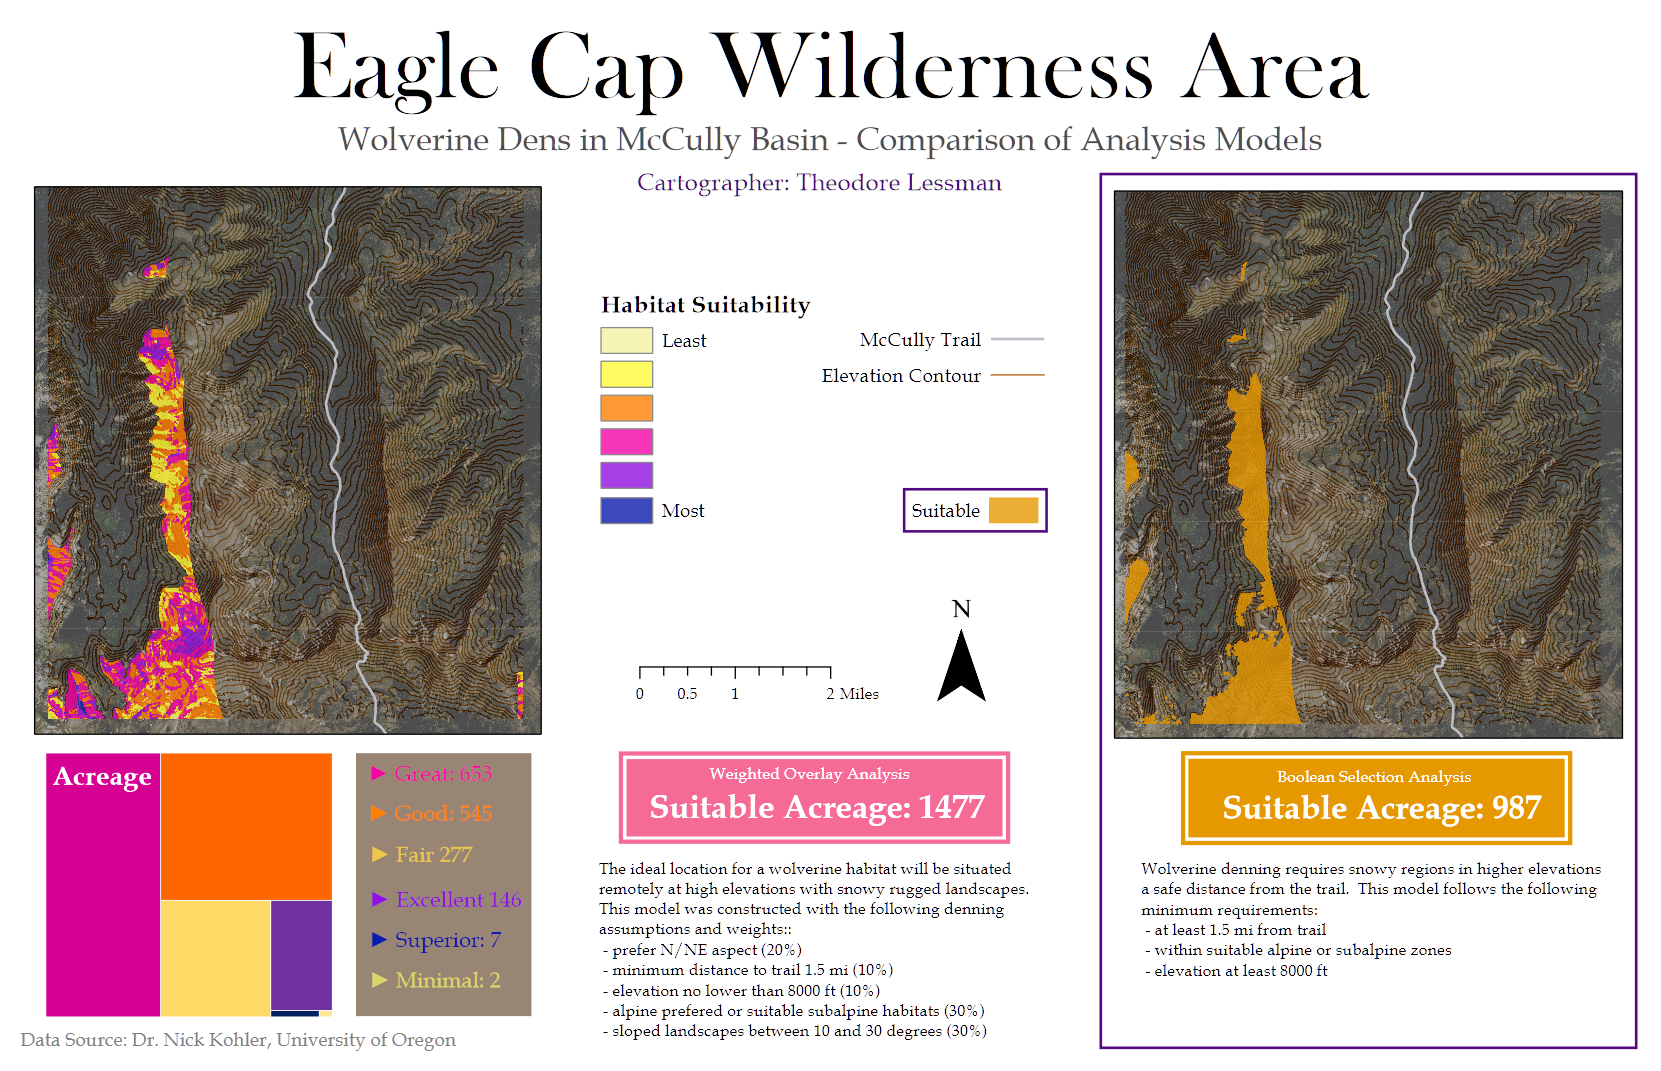 Eagle Cap Wilderness Area
Wolverine Dens in McCully Basin - Comparison of Analysis Models
Cartographer: Theodore Lessman
Habitat Suitability
Least
Most
McCully Trail
Elevation Contour
Suitable
N
0 0.5 1 2 Miles
Acreage
Great: 653
Good: 545
Fair 277
Excellent 146
Superior: 7
Minimal: 2
Data Source: Dr. Nick Kohler, University of Oregon
Weighted Overlay Analysis
Suitable Acreage: 1477
The ideal location for a wolverine habitat will be situated
remotely at high elevations with snowy rugged landscapes.
This model was constructed with the following denning
assumptions and weights::
- prefer N/NE aspect (20%)
- minimum distance to trail 1.5 mi (10%)
- elevation no lower than 8000 ft (10%)
- alpine prefered or suitable subalpine habitats (30%)
- sloped landscapes between 10 and 30 degrees (30%)
Boolean Selection Analysis
Suitable Acreage: 987
Wolverine denning requires snowy regions in higher elevations
a safe distance from the trail.  This model follows the following
minimum requirements:
- at least 1.5 mi from trail
- within suitable alpine or subalpine zones
- elevation at least 8000 ft